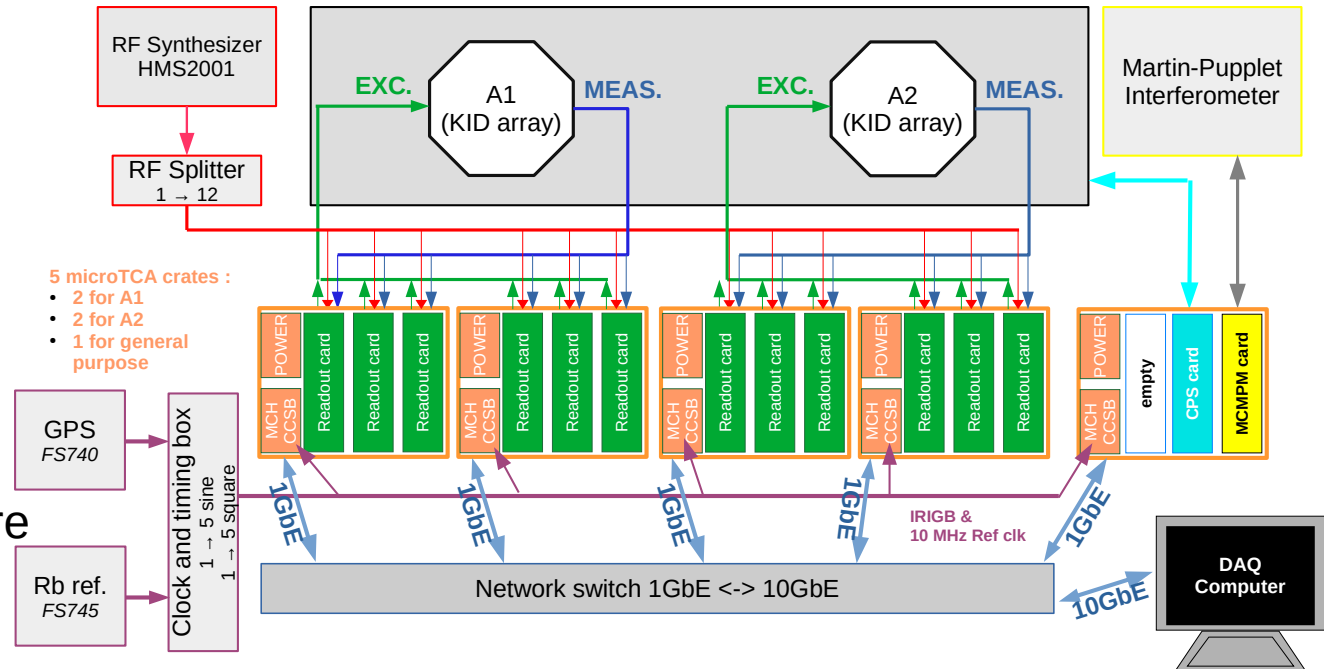 RF Synthesizer
HMS2001
RF Splitter
1 → 12
EXC.
A1
(KID array)
MEAS.
EXC.
A2
(KID array)
MEAS.
Martin-Pupplet
Interferometer
5 microTCA crates :
• 2 for A1
• 2 for A2
• 1 for general
purpose
POWER
MCH
CCSB
Readout card
Readout card
Readout card
POWER
MCH
CCSB
Readout card
Readout card
Readout card
POWER
MCH
CCSB
Readout card
Readout card
Readout card
POWER
MCH
CCSB
Readout card
Readout card
Readout card
POWER
MCH
CCSB
empty
CPS card
MCMPM card
GPS
FS740
re
Rb ref.
FS745
Clock and timing box
1 → 5 sine
1 → 5 square
1GbE
1GbE
1GbE
1GbE
1GbE
IRIGB &
10 MHz Ref clk
Network switch 1GbE <-> 10GbE
10GbE
DAQ
Computer